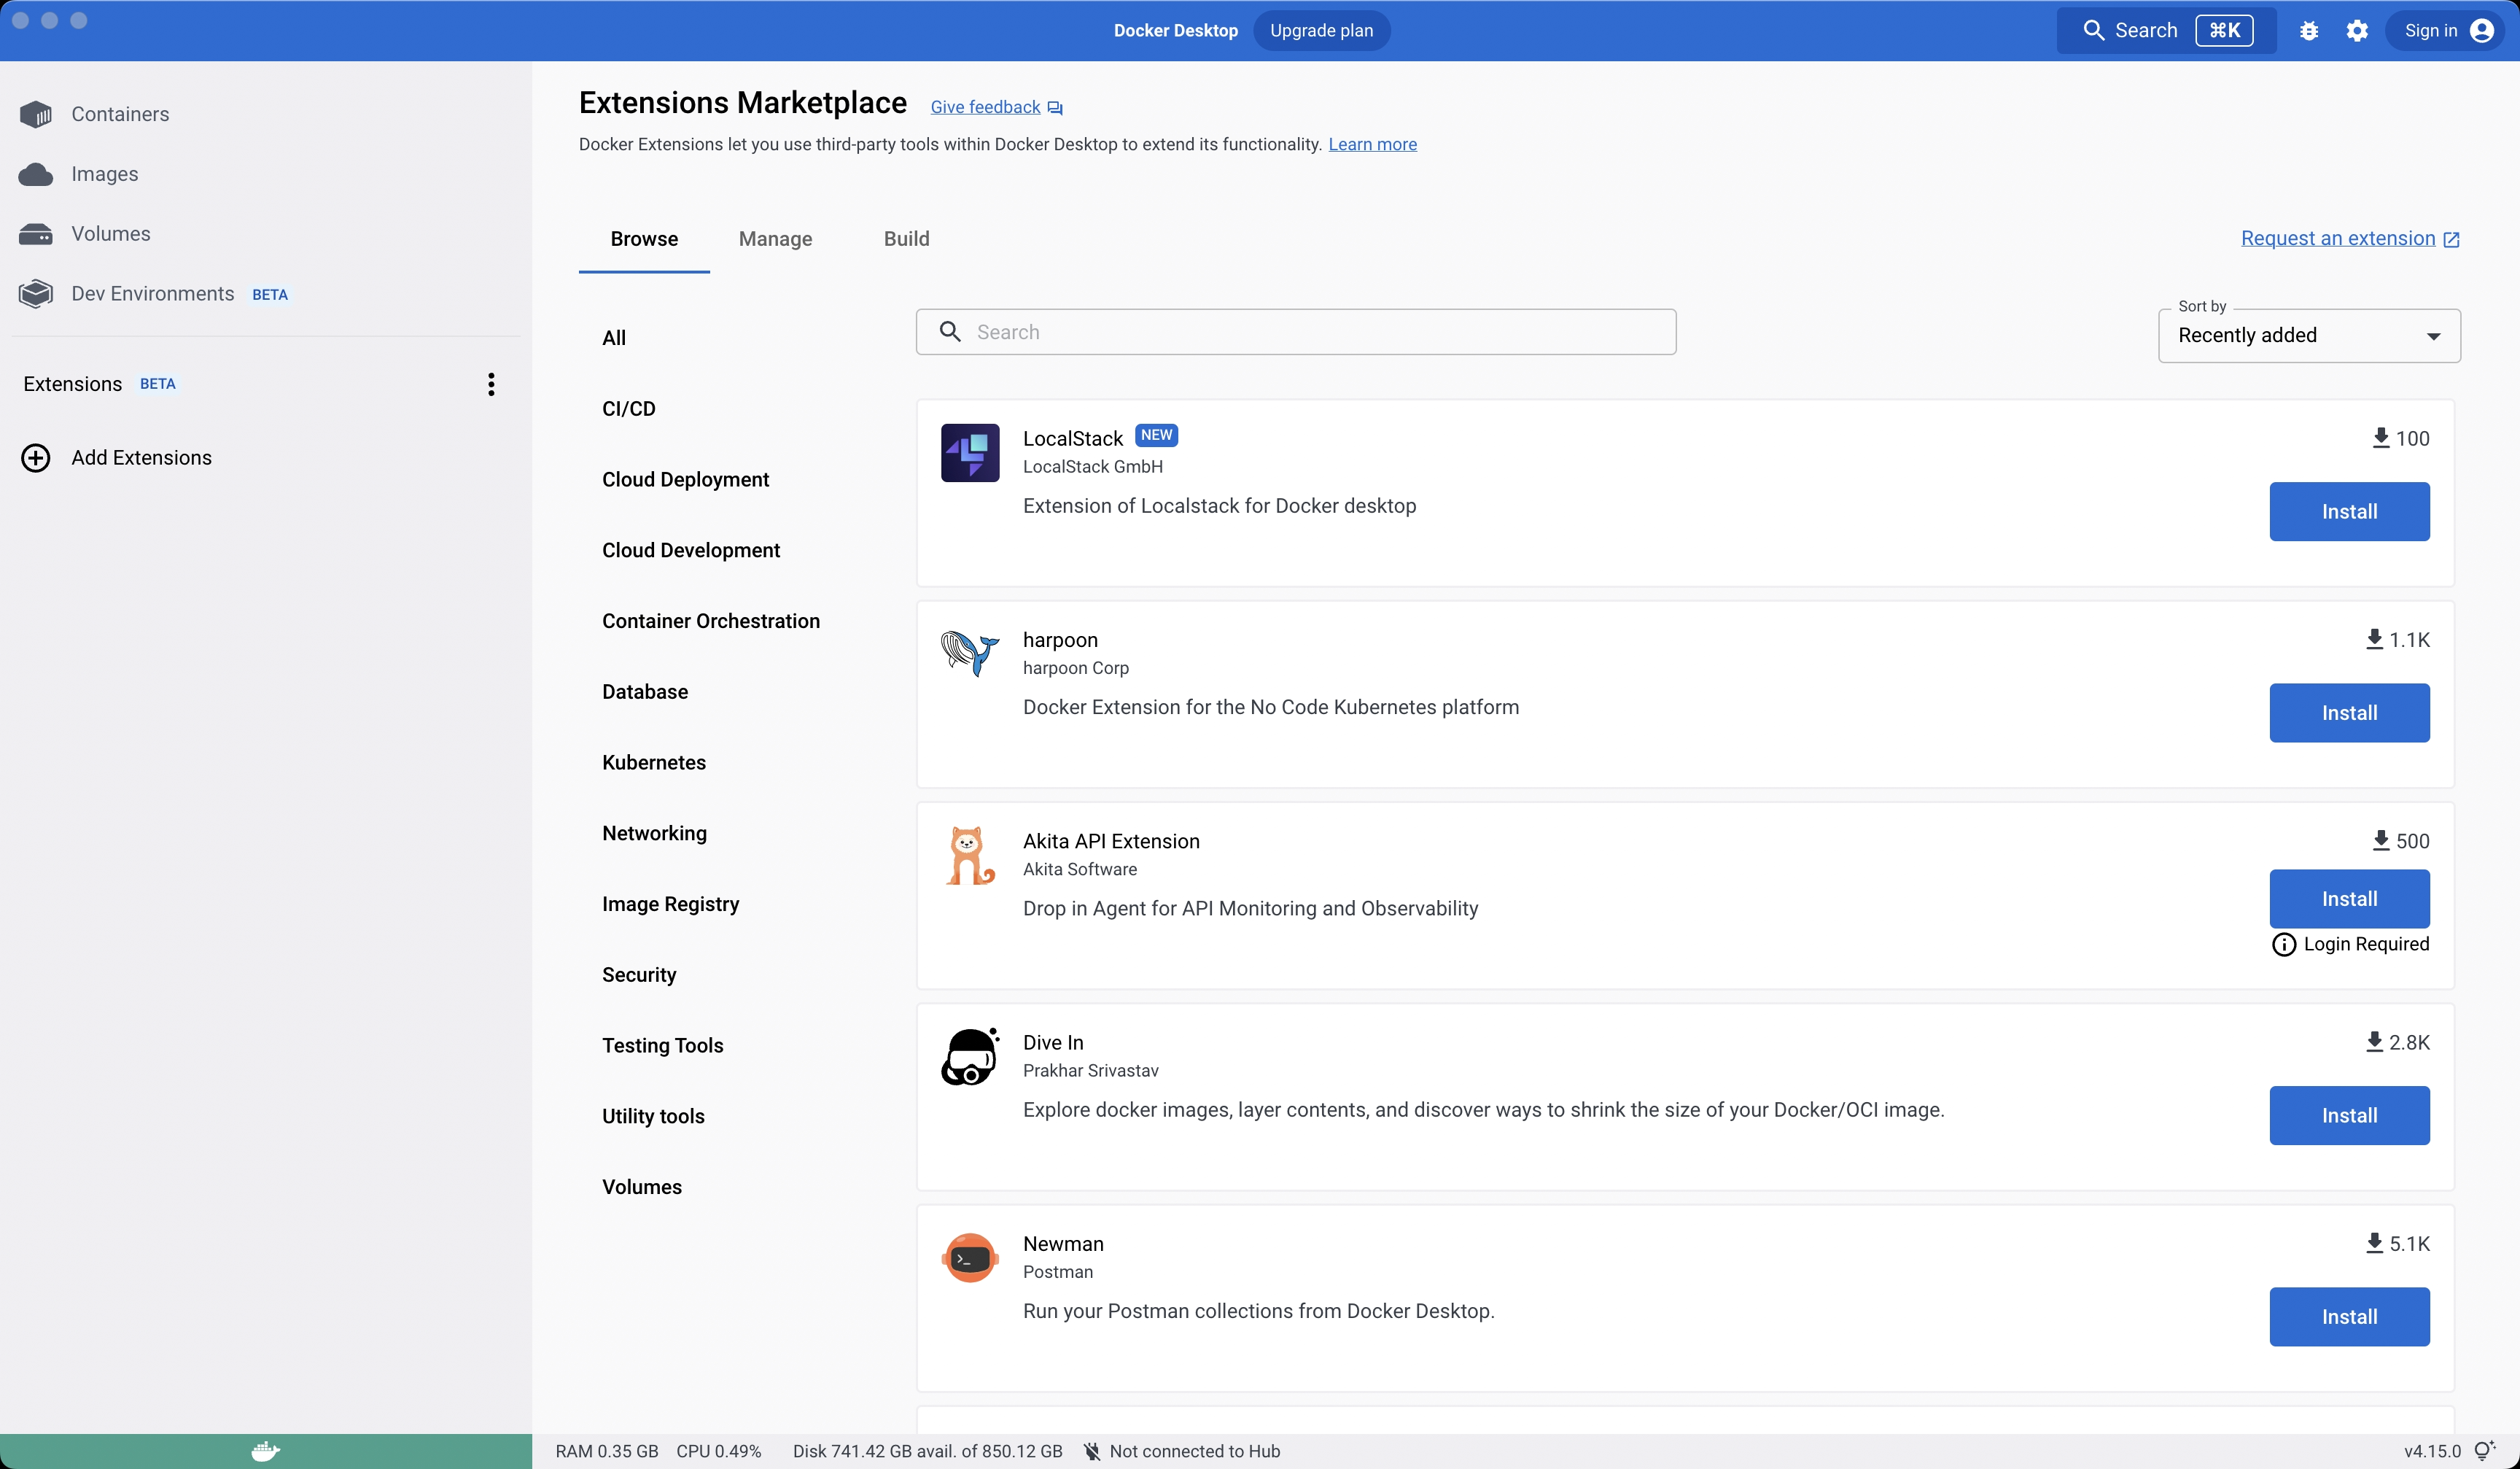 Docker Desktop
Upgrade plan
Search
⌘K
Sign in
Containers
Images
Volumes
Dev Environments BETA
Extensions BETA
Add Extensions
Extensions Marketplace
Give feedback
Docker Extensions let you use third-party tools within Docker Desktop to extend its functionality. Learn more
Browse
Manage
Build
Request an extension
All
CI/CD
Cloud Deployment
Cloud Development
Container Orchestration
Database
Kubernetes
Networking
Image Registry
Security
Testing Tools
Utility tools
Volumes
Search
Sort by
Recently added
LocalStack NEW
LocalStack GmbH
Extension of Localstack for Docker desktop
100
Install
harpoon
harpoon Corp
Docker Extension for the No Code Kubernetes platform
1.1K
Install
Akita API Extension
Akita Software
Drop in Agent for API Monitoring and Observability
500
Install
Login Required
Dive In
Prakhar Srivastav
Explore docker images, layer contents, and discover ways to shrink the size of your Docker/OCI image.
2.8K
Install
Newman
Postman
Run your Postman collections from Docker Desktop.
5.1K
Install
RAM 0.35 GB CPU 0.49% Disk 741.42 GB avail. of 850.12 GB Not connected to Hub
v4.15.0